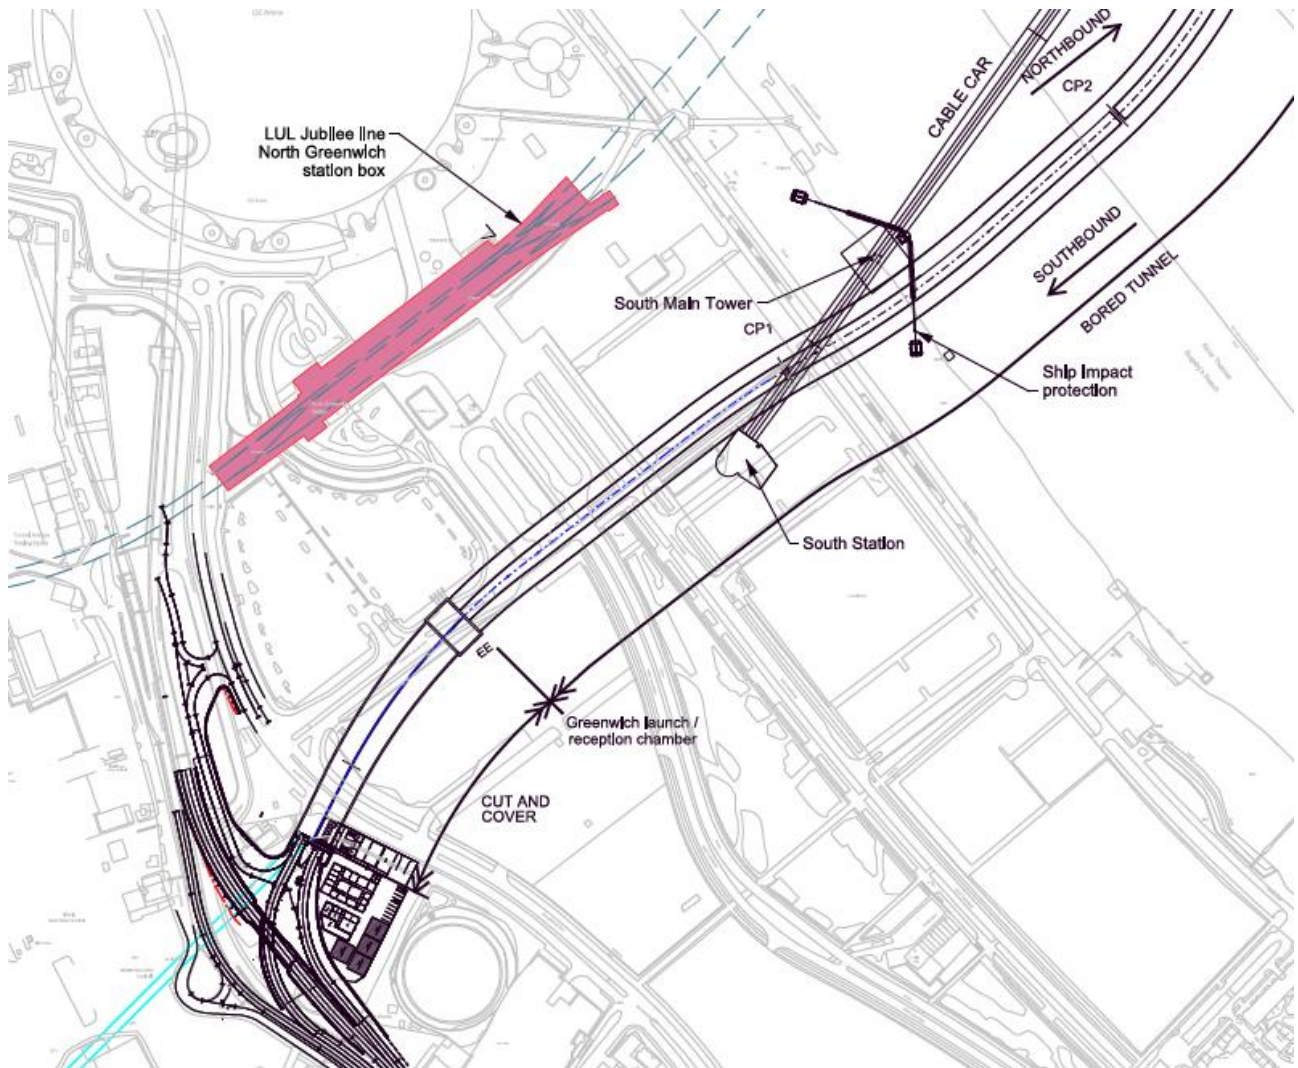 LUL Jubilee line
North Greenwich
station box
CABLE CAR
NORTHBOUND
CP2
SOUTHBOUND
BORED TUNNEL
South Main Tower
CP1
Ship Impact
protection
South Station
EE
Greenwich launch /
reception chamber
CUT AND
COVER